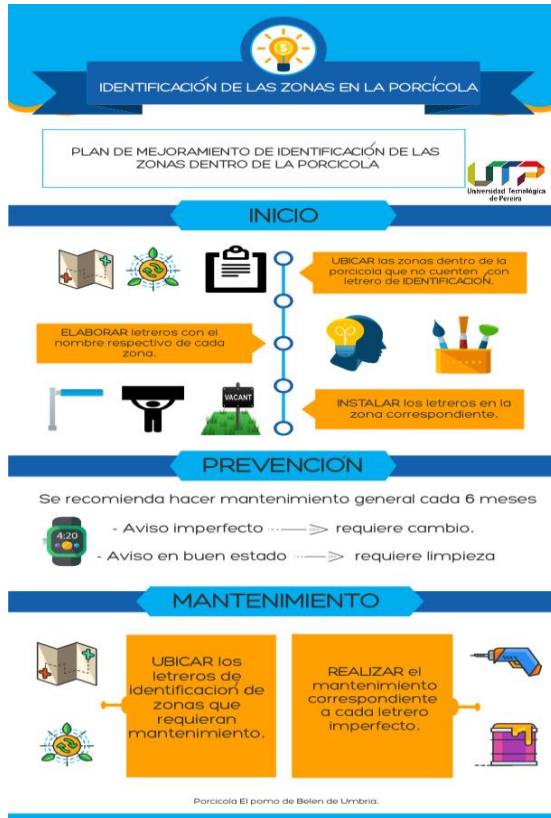 IDENTIFICACIÓN DE LAS ZONAS EN LA PORCÍCOLA
PLAN DE MEJORAMIENTO DE IDENTIFICACIÓN DE LAS
ZONAS DENTRO DE LA PORCICOLA
UTP
Universidad Tecnológica
de Pereira
INICIO
UBICAR las zonas dentro de la
porcicola que no cuenten con
letrero de IDENTIFICACIÓN.
ELABORAR letreros con el
nombre respectivo de cada
zona.
VACANT
INSTALAR los letreros en la
zona correspondiente.
PREVENCIÓN
Se recomienda hacer mantenimiento general cada 6 meses
4:20
- Aviso imperfecto requiere cambio.
- Aviso en buen estado requiere limpieza
MANTENIMIENTO
UBICAR los
letreros de
identificación de
zonas que
requieran
mantenimiento.
REALIZAR el
mantenimiento
correspondiente
a cada letrero
imperfecto.
Porcicola El pomo de Belen de Umbria.